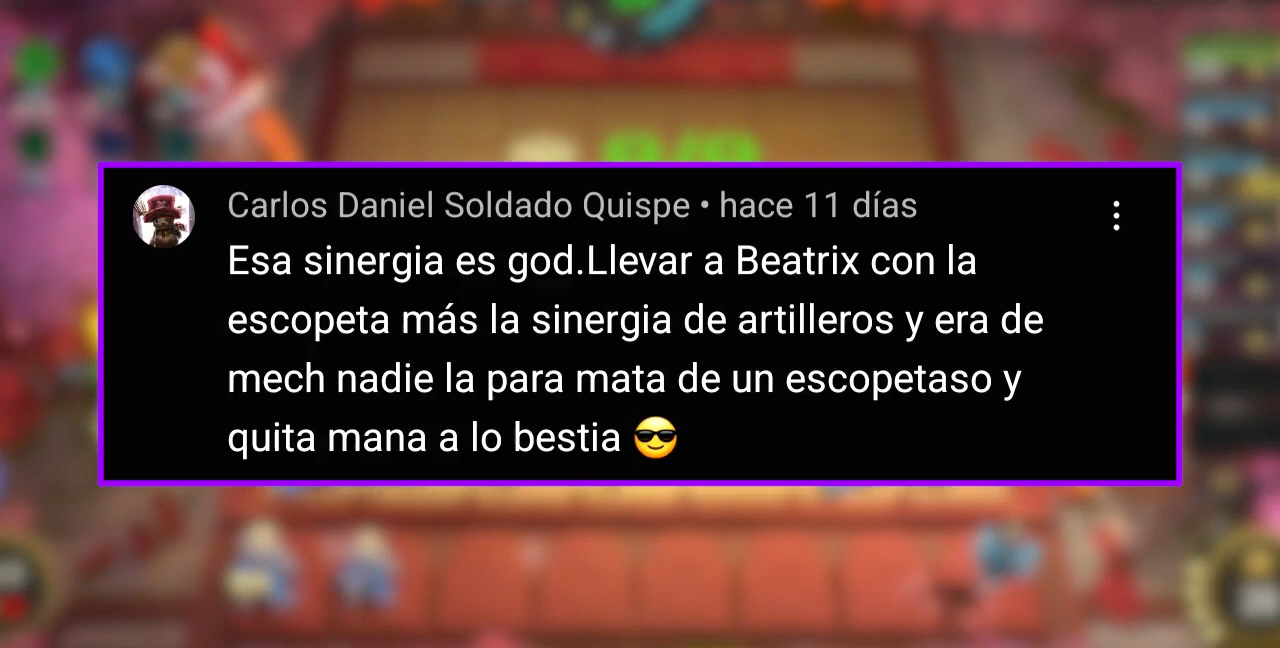 Carlos Daniel Soldado Quispe • hace 11 días
Esa sinergia es god.Llevar a Beatrix con la
escopeta más la sinergia de artilleros y era de
mech nadie la para mata de un escopetaso y
quita mana a lo bestia 😎